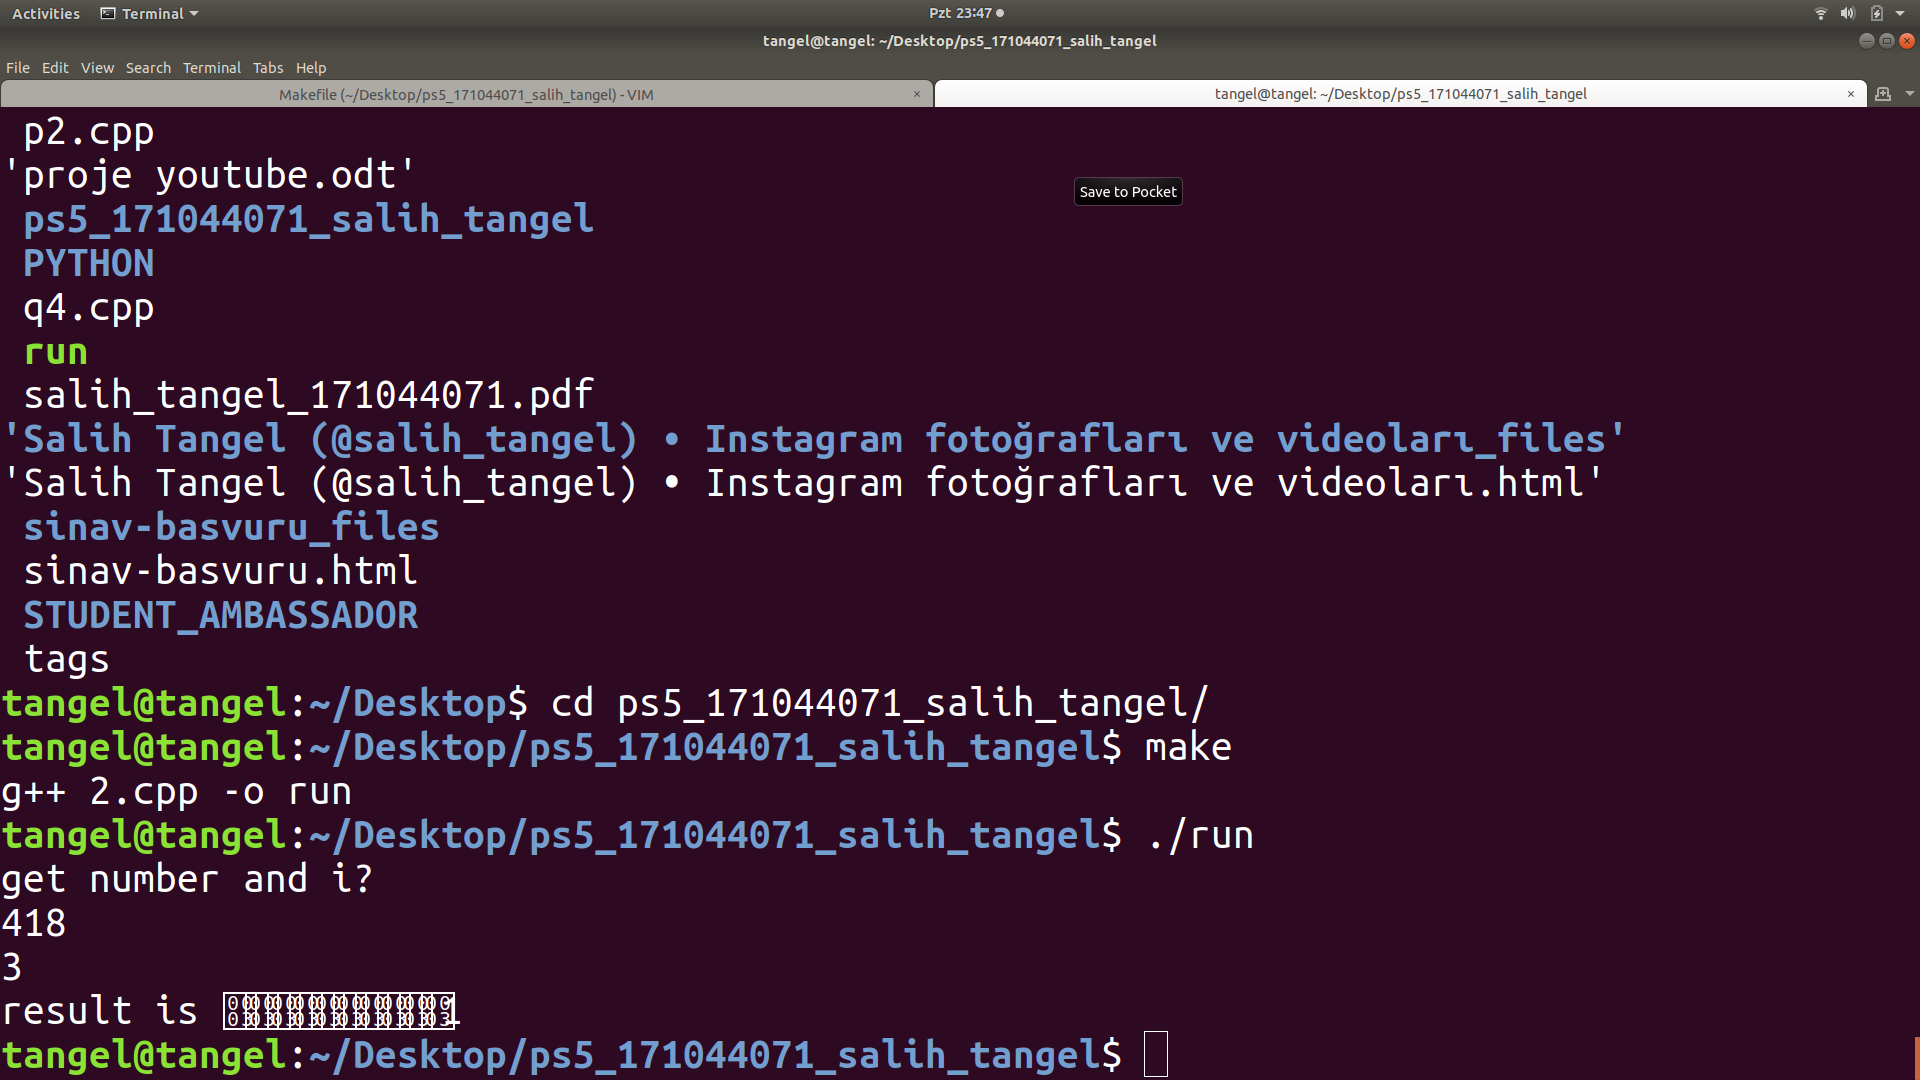 Activities Terminal Pzt 23:47
tangel@tangel: ~/Desktop/ps5_171044071_salih_tangel
File Edit View Search Terminal Tabs Help
Makefile (~/Desktop/ps5_171044071_salih_tangel) - VIM × tangel@tangel: ~/Desktop/ps5_171044071_salih_tangel ×
p2.cpp
'proje youtube.odt'
Save to Pocket
ps5_171044071_salih_tangel
PYTHON
q4.cpp
run
salih_tangel_171044071.pdf
'Salih Tangel (@salih_tangel) • Instagram fotoğrafları ve videoları_files'
'Salih Tangel (@salih_tangel) • Instagram fotoğrafları ve videoları.html'
sinav-basvuru_files
sinav-basvuru.html
STUDENT_AMBASSADOR
tags
tangel@tangel:~/Desktop$ cd ps5_171044071_salih_tangel/
tangel@tangel:~/Desktop/ps5_171044071_salih_tangel$ make
g++ 2.cpp -o run
tangel@tangel:~/Desktop/ps5_171044071_salih_tangel$ ./run
get number and i?
418
3
result is 1
tangel@tangel:~/Desktop/ps5_171044071_salih_tangel$